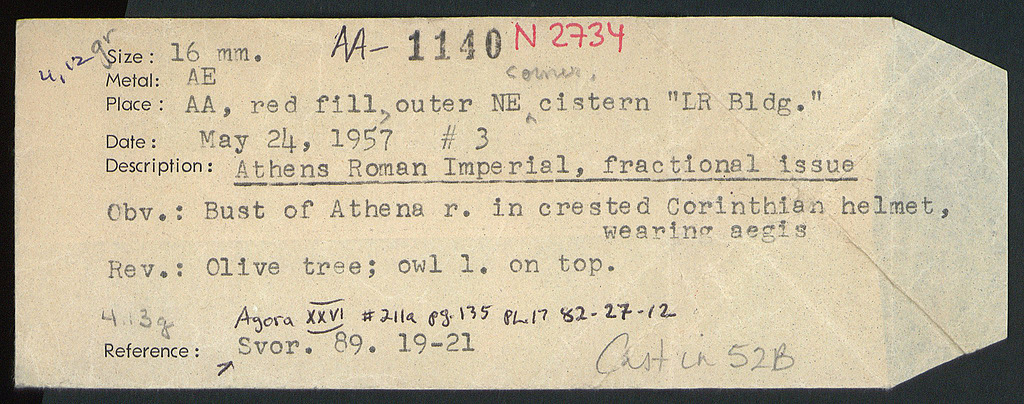 4,12 gr
Size: 16 mm. AA- 1140 N 2734
Metal: AE
corner,
Place: AA, red fill, outer NE ^ cistern "LR Bldg."
Date: May 24, 1957 # 3
Description: Athens Roman Imperial, fractional issue
Obv.: Bust of Athena r. in crested Corinthian helmet,
wearing aegis
Rev.: Olive tree; owl l. on top.
4.13g Agora XXVI #211a pg.135 PL.17 82-27-12
Reference: Svor. 89. 19-21
Cast in 52B